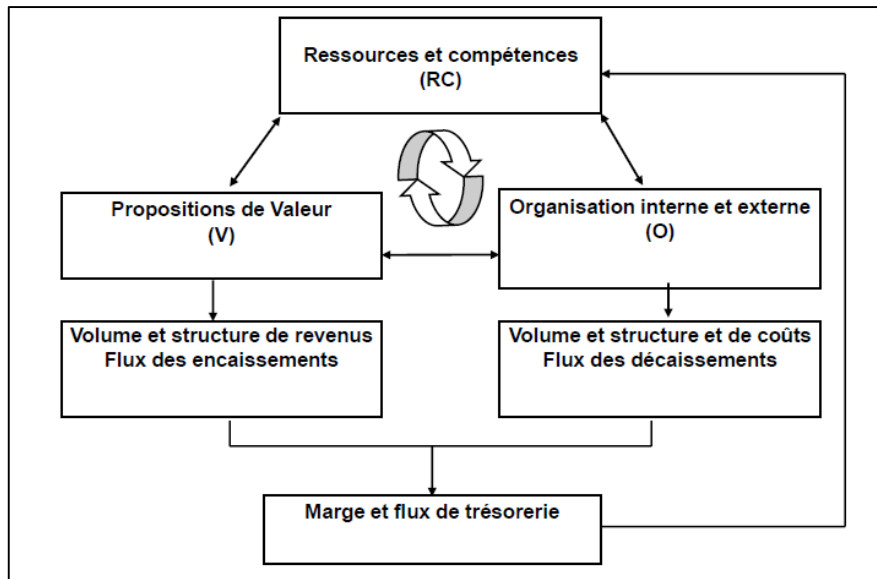 Ressources et compétences
(RC)
Propositions de Valeur
(V)
Organisation interne et externe
(O)
Volume et structure de revenus
Flux des encaissements
Volume et structure et de coûts
Flux des décaissements
Marge et flux de trésorerie